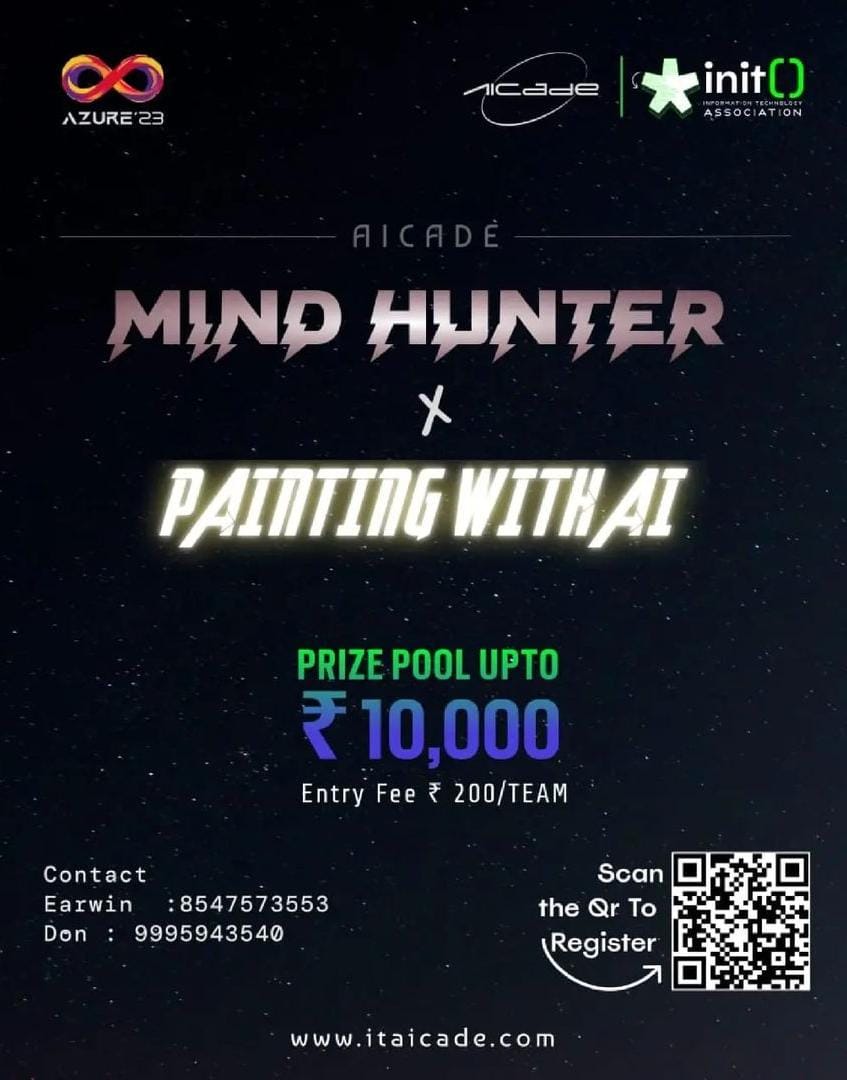 AZURE'23
AICADE
init()
INFORMATION TECHNOLOGY
ASSOCIATION
AICADE
MIND HUNTER
X
PAINTING WITH AI
PRIZE POOL UPTO
₹ 10,000
Entry Fee ₹ 200/TEAM
Contact
Earwin :8547573553
Don : 9995943540
Scan
the Qr To
Register
www.itaicade.com